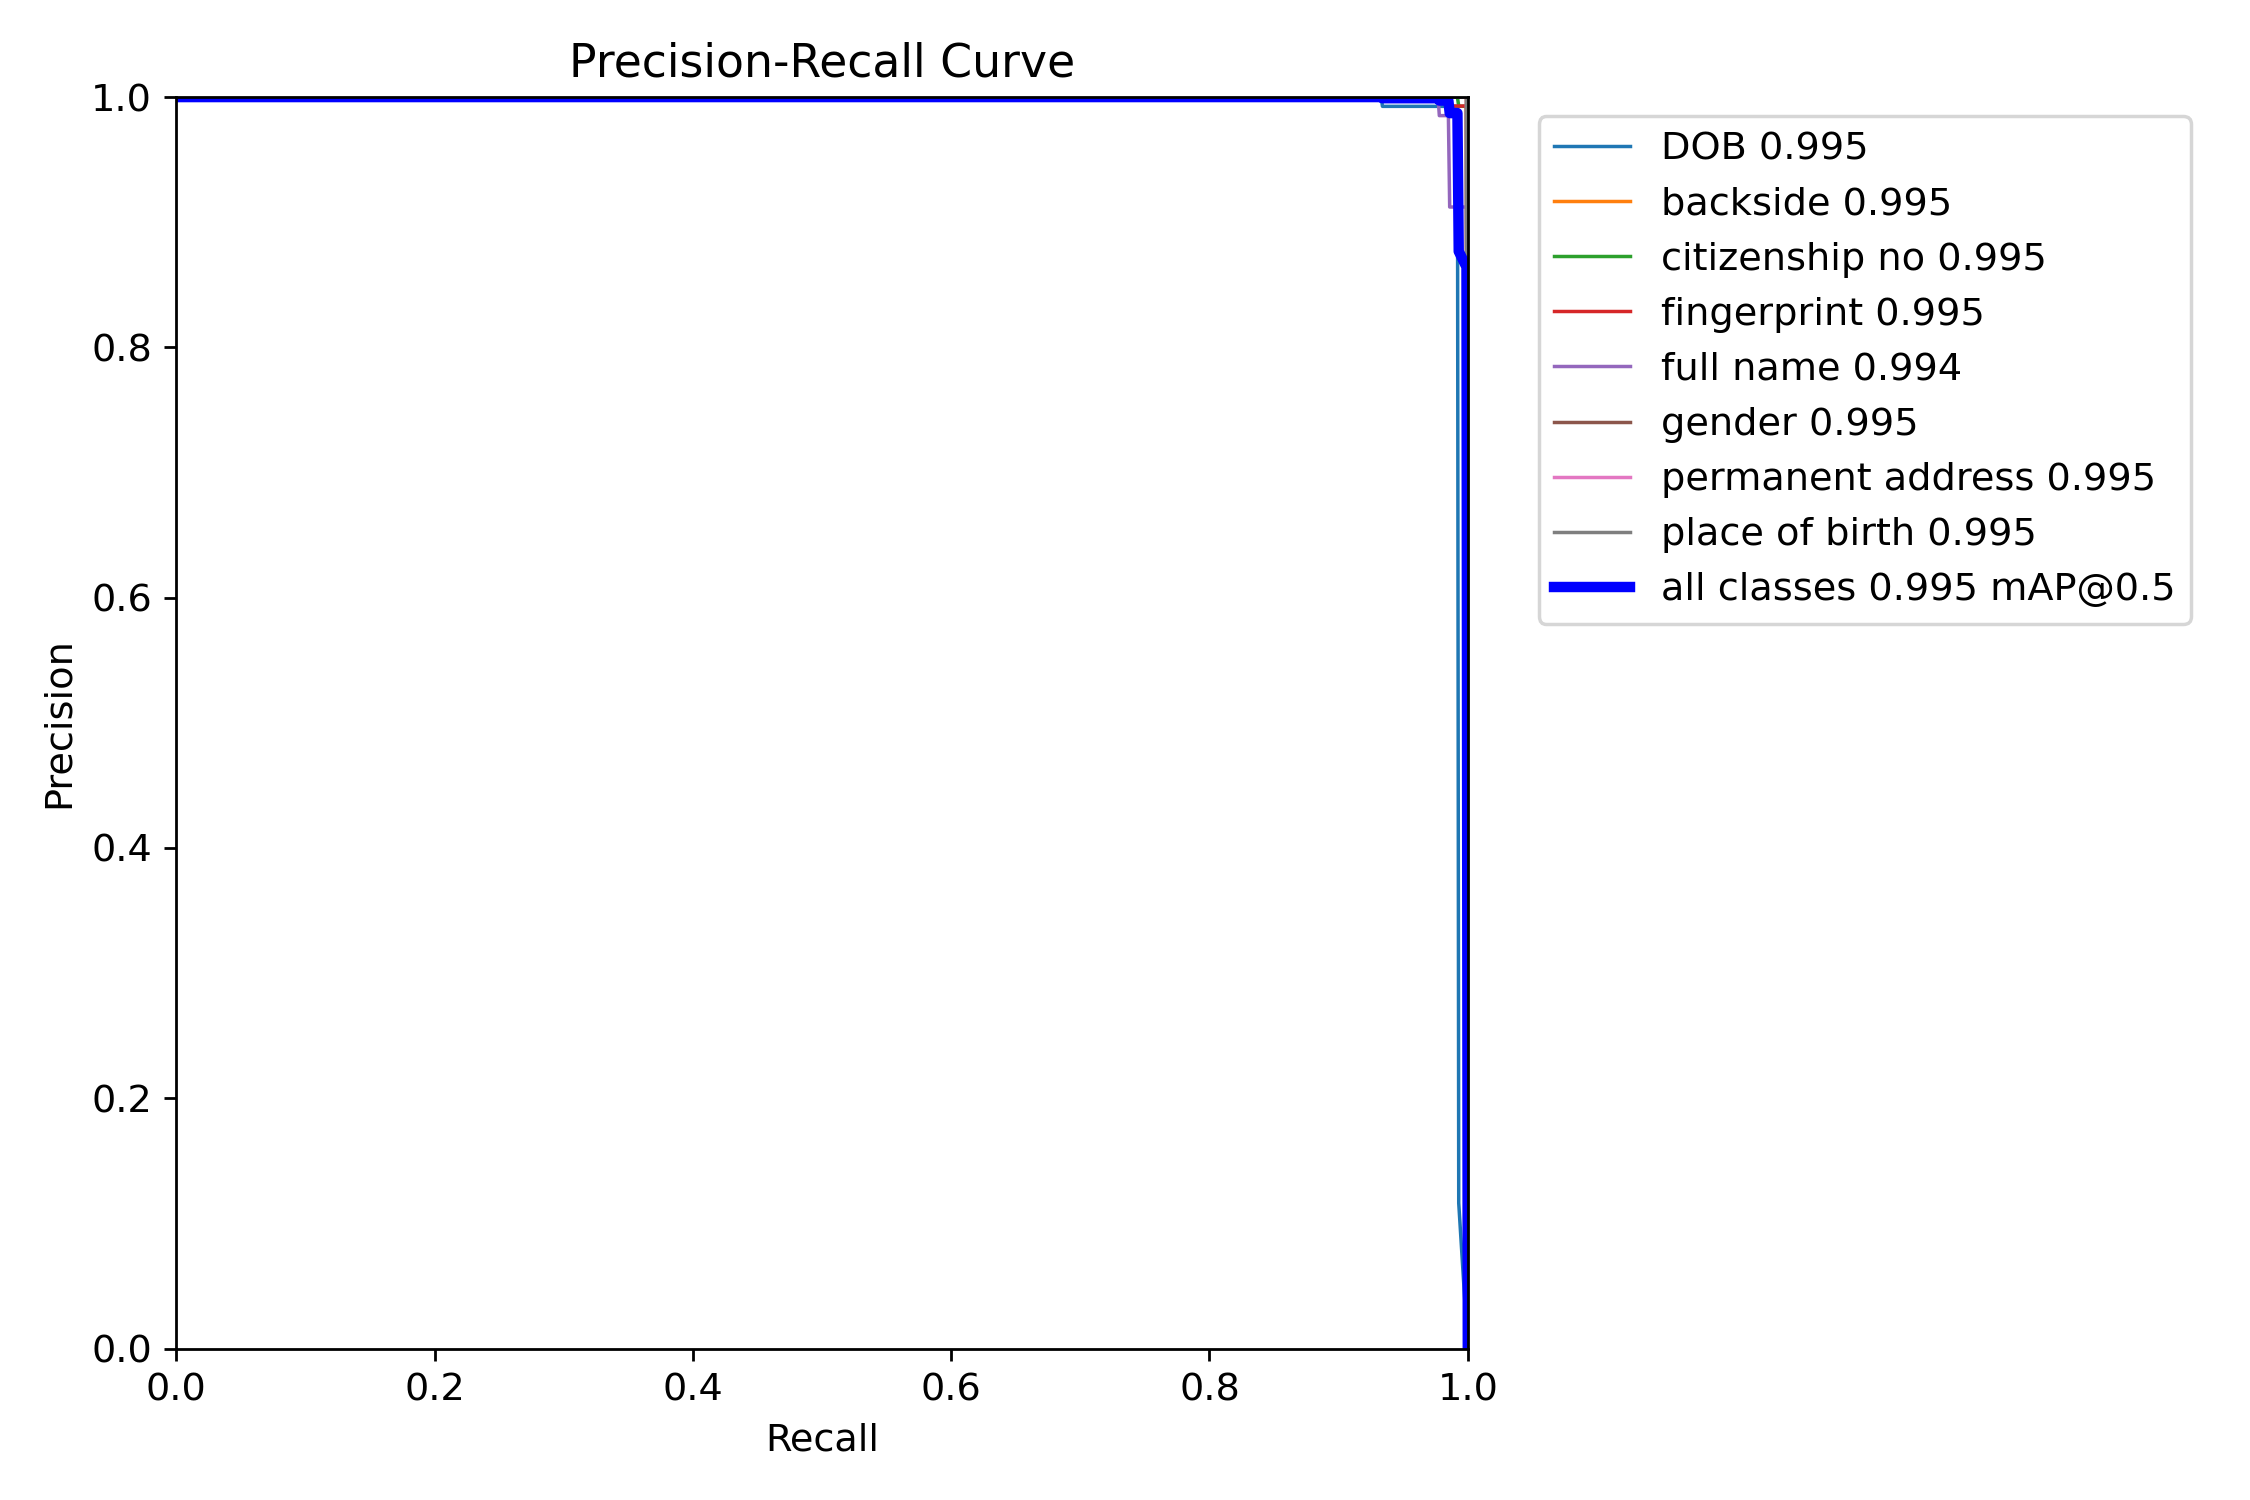 Precision-Recall Curve
1.0
0.8
0.6
0.4
0.2
0.0
Precision
0.0 0.2 0.4 0.6 0.8 1.0
Recall
DOB 0.995
backside 0.995
citizenship no 0.995
fingerprint 0.995
full name 0.994
gender 0.995
permanent address 0.995
place of birth 0.995
all classes 0.995 mAP@0.5